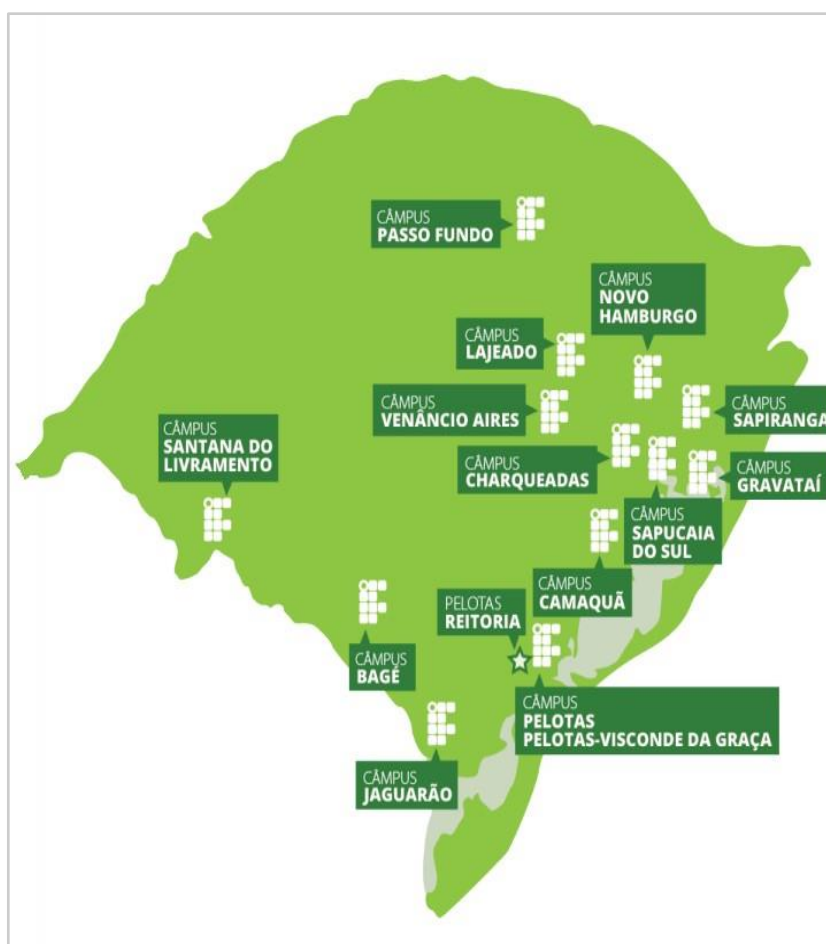 CÂMPUS
PASSO FUNDO
CÂMPUS
NOVO
HAMBURGO
CÂMPUS
LAJEADO
CÂMPUS
VENÂNCIO AIRES
CÂMPUS
SAPIRANGA
CÂMPUS
SANTANA DO
LIVRAMENTO
CÂMPUS
CHARQUEADAS
CÂMPUS
GRAVATAÍ
CÂMPUS
SAPUCAIA
DO SUL
CÂMPUS
CAMAQUÃ
PELOTAS
REITORIA
CÂMPUS
BAGÉ
CÂMPUS
PELOTAS
PELOTAS-VISCONDE DA GRAÇA
CÂMPUS
JAGUARÃO